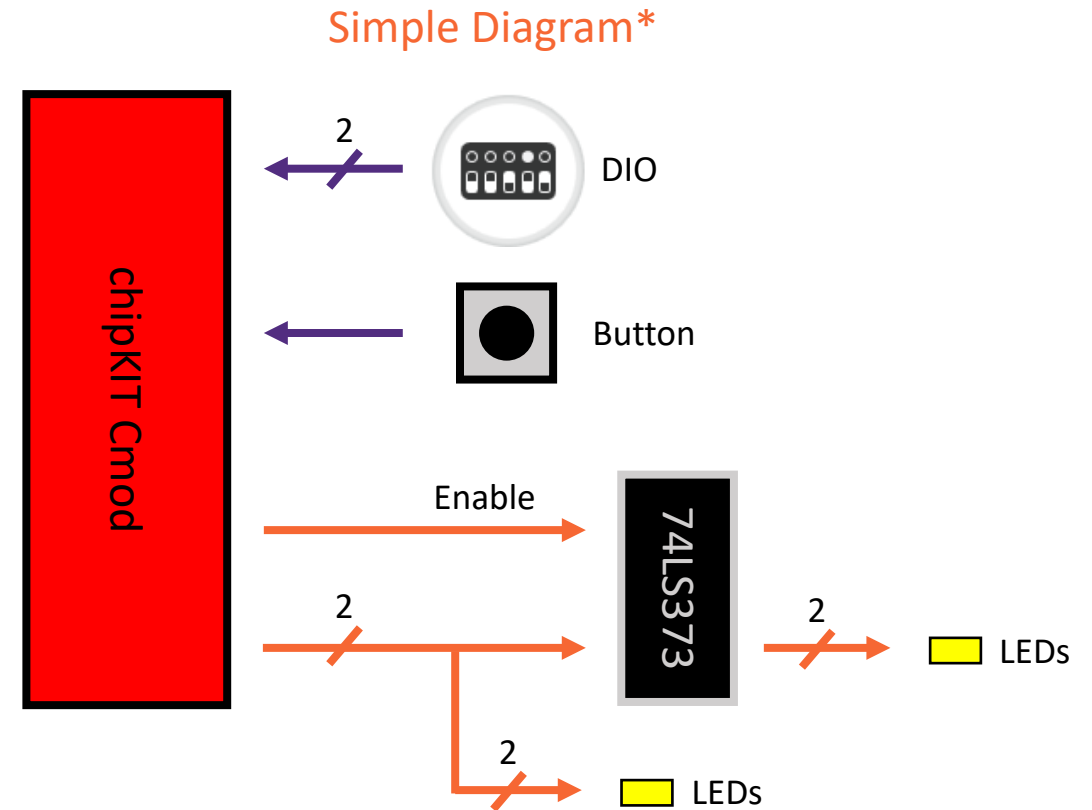 Simple Diagram*
2
DIO
Button
chipKIT Cmod
Enable
74LS373
2
2
LEDs
2
LEDs